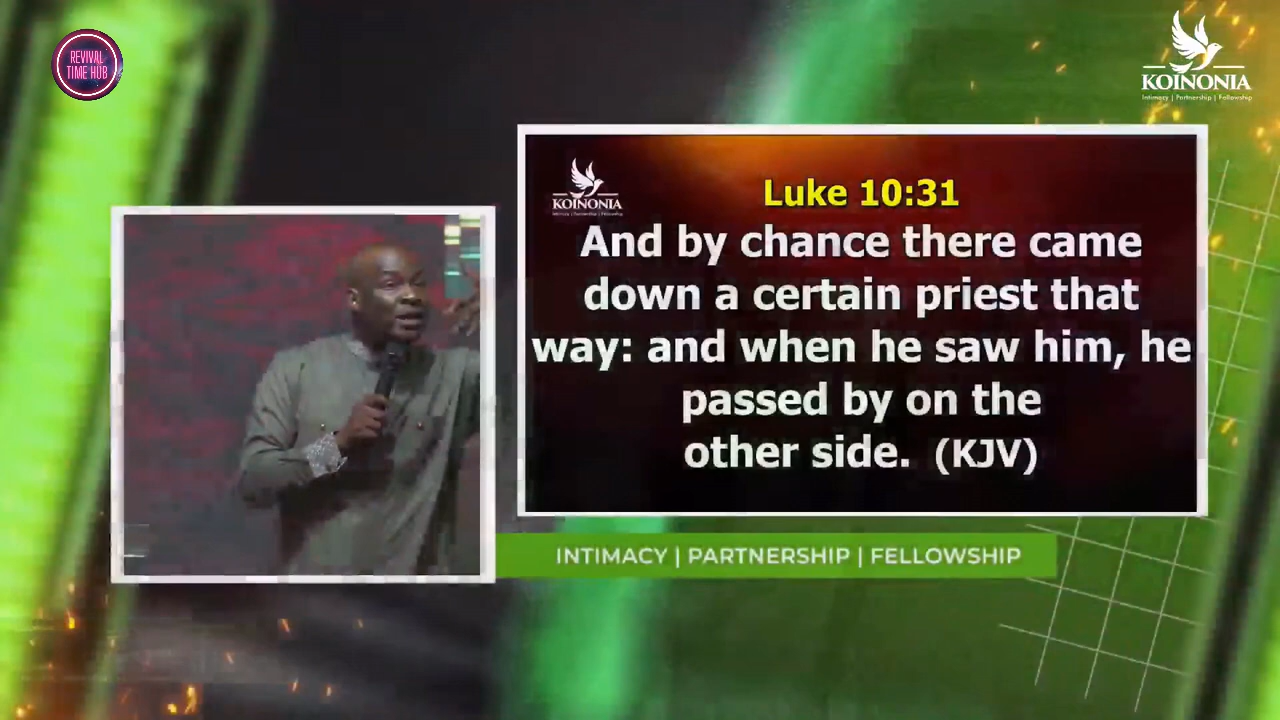 REVIVAL
TIME HUB
KOINONIA
Intimacy | Partnership | Fellowship
KOINONIA
Luke 10:31
And by chance there came
down a certain priest that
way: and when he saw him, he
passed by on the
other side. (KJV)
INTIMACY | PARTNERSHIP | FELLOWSHIP